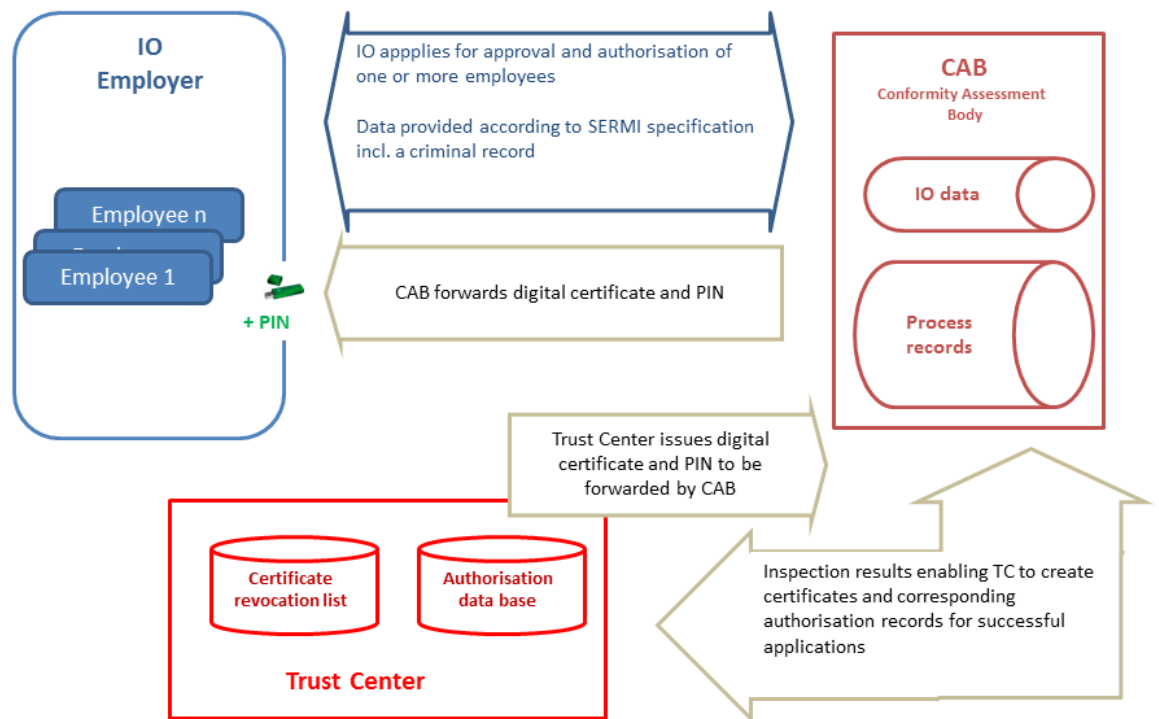 IO
Employer
Employee n
Employee 1
+ PIN
IO appplies for approval and authorisation of
one or more employees
Data provided according to SERMI specification
incl. a criminal record
CAB forwards digital certificate and PIN
CAB
Conformity Assessment
Body
IO data
Process
records
Trust Center issues digital
certificate and PIN to be
forwarded by CAB
Certificate
revocation list
Authorisation
data base
Trust Center
Inspection results enabling TC to create
certificates and corresponding
authorisation records for successful
applications